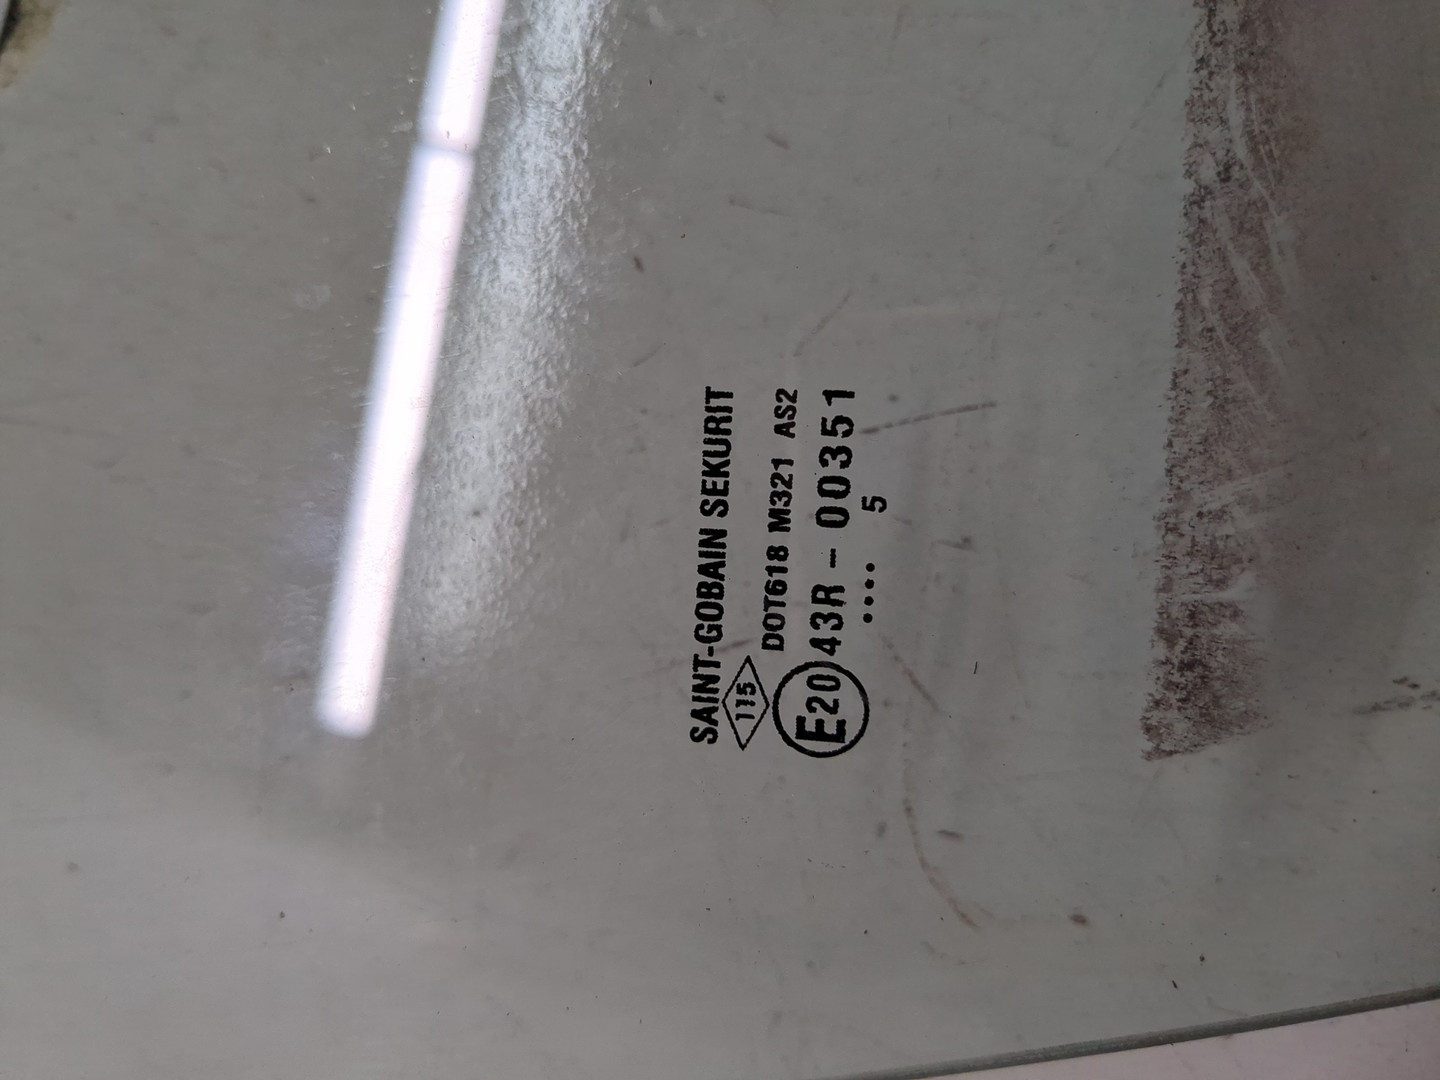 SAINT-GOBAIN SEKURIT
115 DOT618 M321 AS2
E20 43R - 00351
.... 5